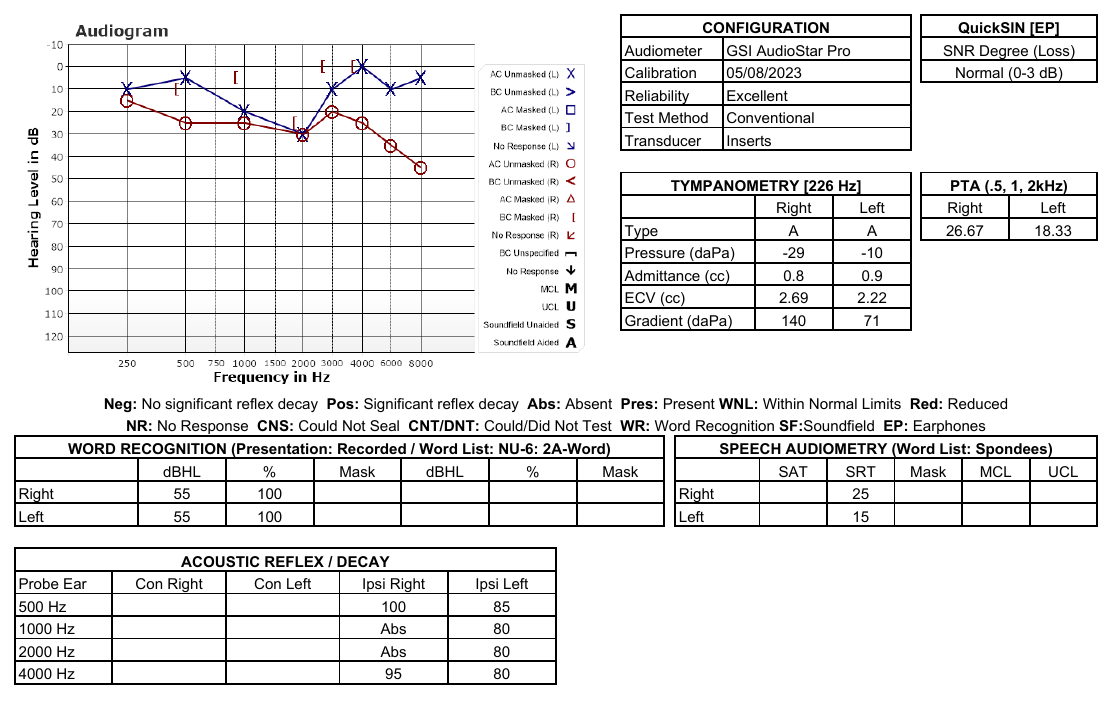 Audiogram
-10
0
10
20
30
40
50
60
70
80
90
100
110
120
Hearing Level in dB
250 500 750 1000 1500 2000 3000 4000 6000 8000
Frequency in Hz
AC Unmasked (L) X
BC Unmasked (L) >
AC Masked (L) □
BC Masked (L) ]
No Response (L) ↘
AC Unmasked (R) O
BC Unmasked (R) <
AC Masked (R) △
BC Masked (R) [
No Response (R) ↙
BC Unspecified
No Response ↓
MCL M
UCL U
Soundfield Unaided S
Soundfield Aided A
CONFIGURATION
Audiometer GSI AudioStar Pro
Calibration 05/08/2023
Reliability Excellent
Test Method Conventional
Transducer Inserts
QuickSIN [EP]
SNR Degree (Loss)
Normal (0-3 dB)
TYMPANOMETRY [226 Hz]
Right Left
Type A A
Pressure (daPa) -29 -10
Admittance (cc) 0.8 0.9
ECV (cc) 2.69 2.22
Gradient (daPa) 140 71
PTA (.5, 1, 2kHz)
Right Left
26.67 18.33
Neg: No significant reflex decay Pos: Significant reflex decay Abs: Absent Pres: Present WNL: Within Normal Limits Red: Reduced
NR: No Response CNS: Could Not Seal CNT/DNT: Could/Did Not Test WR: Word Recognition SF:Soundfield EP: Earphones
WORD RECOGNITION (Presentation: Recorded / Word List: NU-6: 2A-Word)
dBHL % Mask dBHL % Mask
Right 55 100
Left 55 100
SPEECH AUDIOMETRY (Word List: Spondees)
SAT SRT Mask MCL UCL
Right 25
Left 15
ACOUSTIC REFLEX / DECAY
Probe Ear Con Right Con Left Ipsi Right Ipsi Left
500 Hz 100 85
1000 Hz Abs 80
2000 Hz Abs 80
4000 Hz 95 80